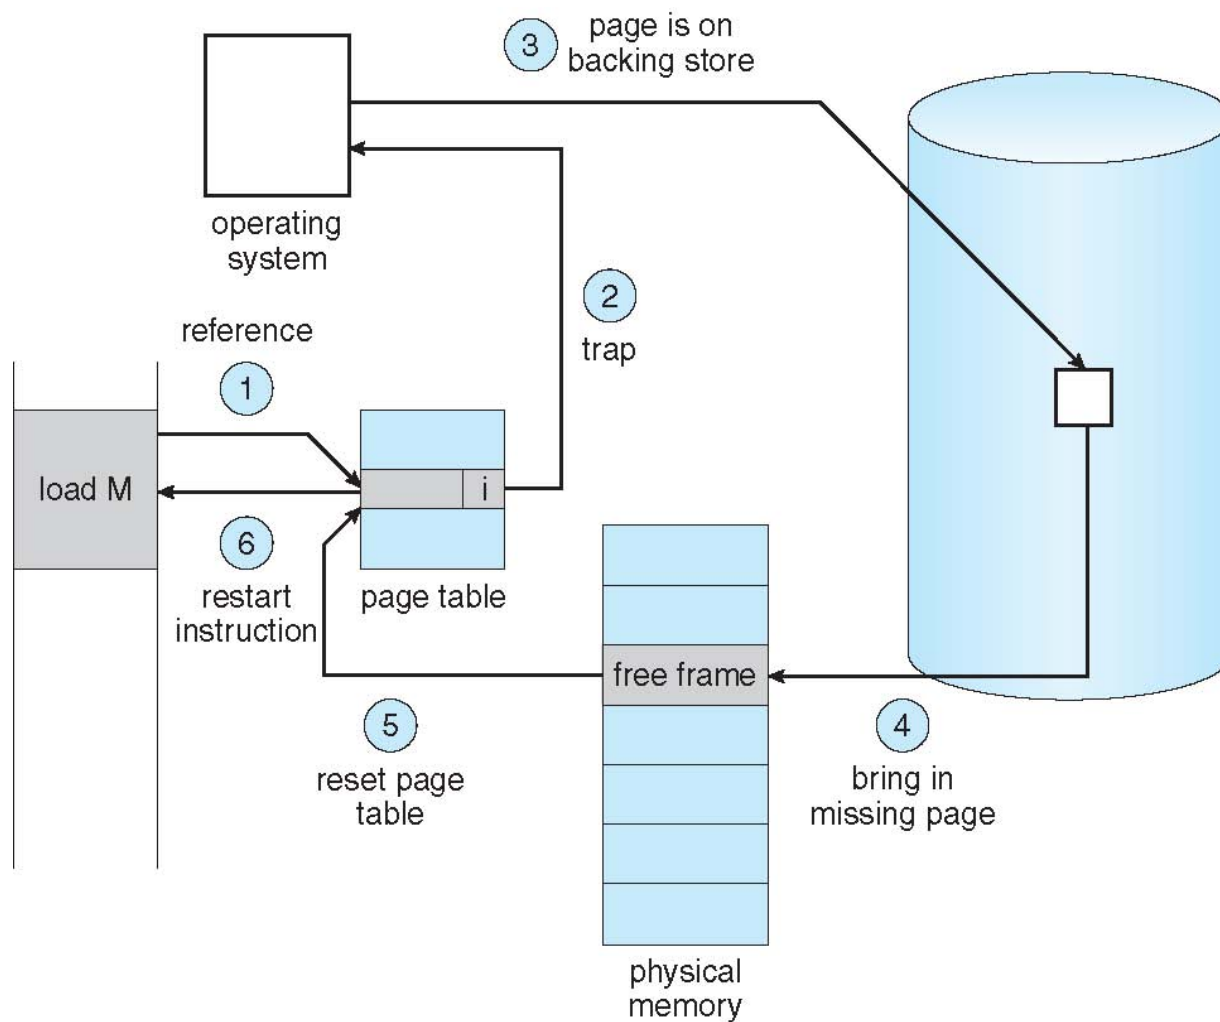 3
page is on
backing store
operating
system
2
trap
reference
1
load M
i
6
restart
instruction
page table
free frame
5
reset page
table
4
bring in
missing page
physical
memory